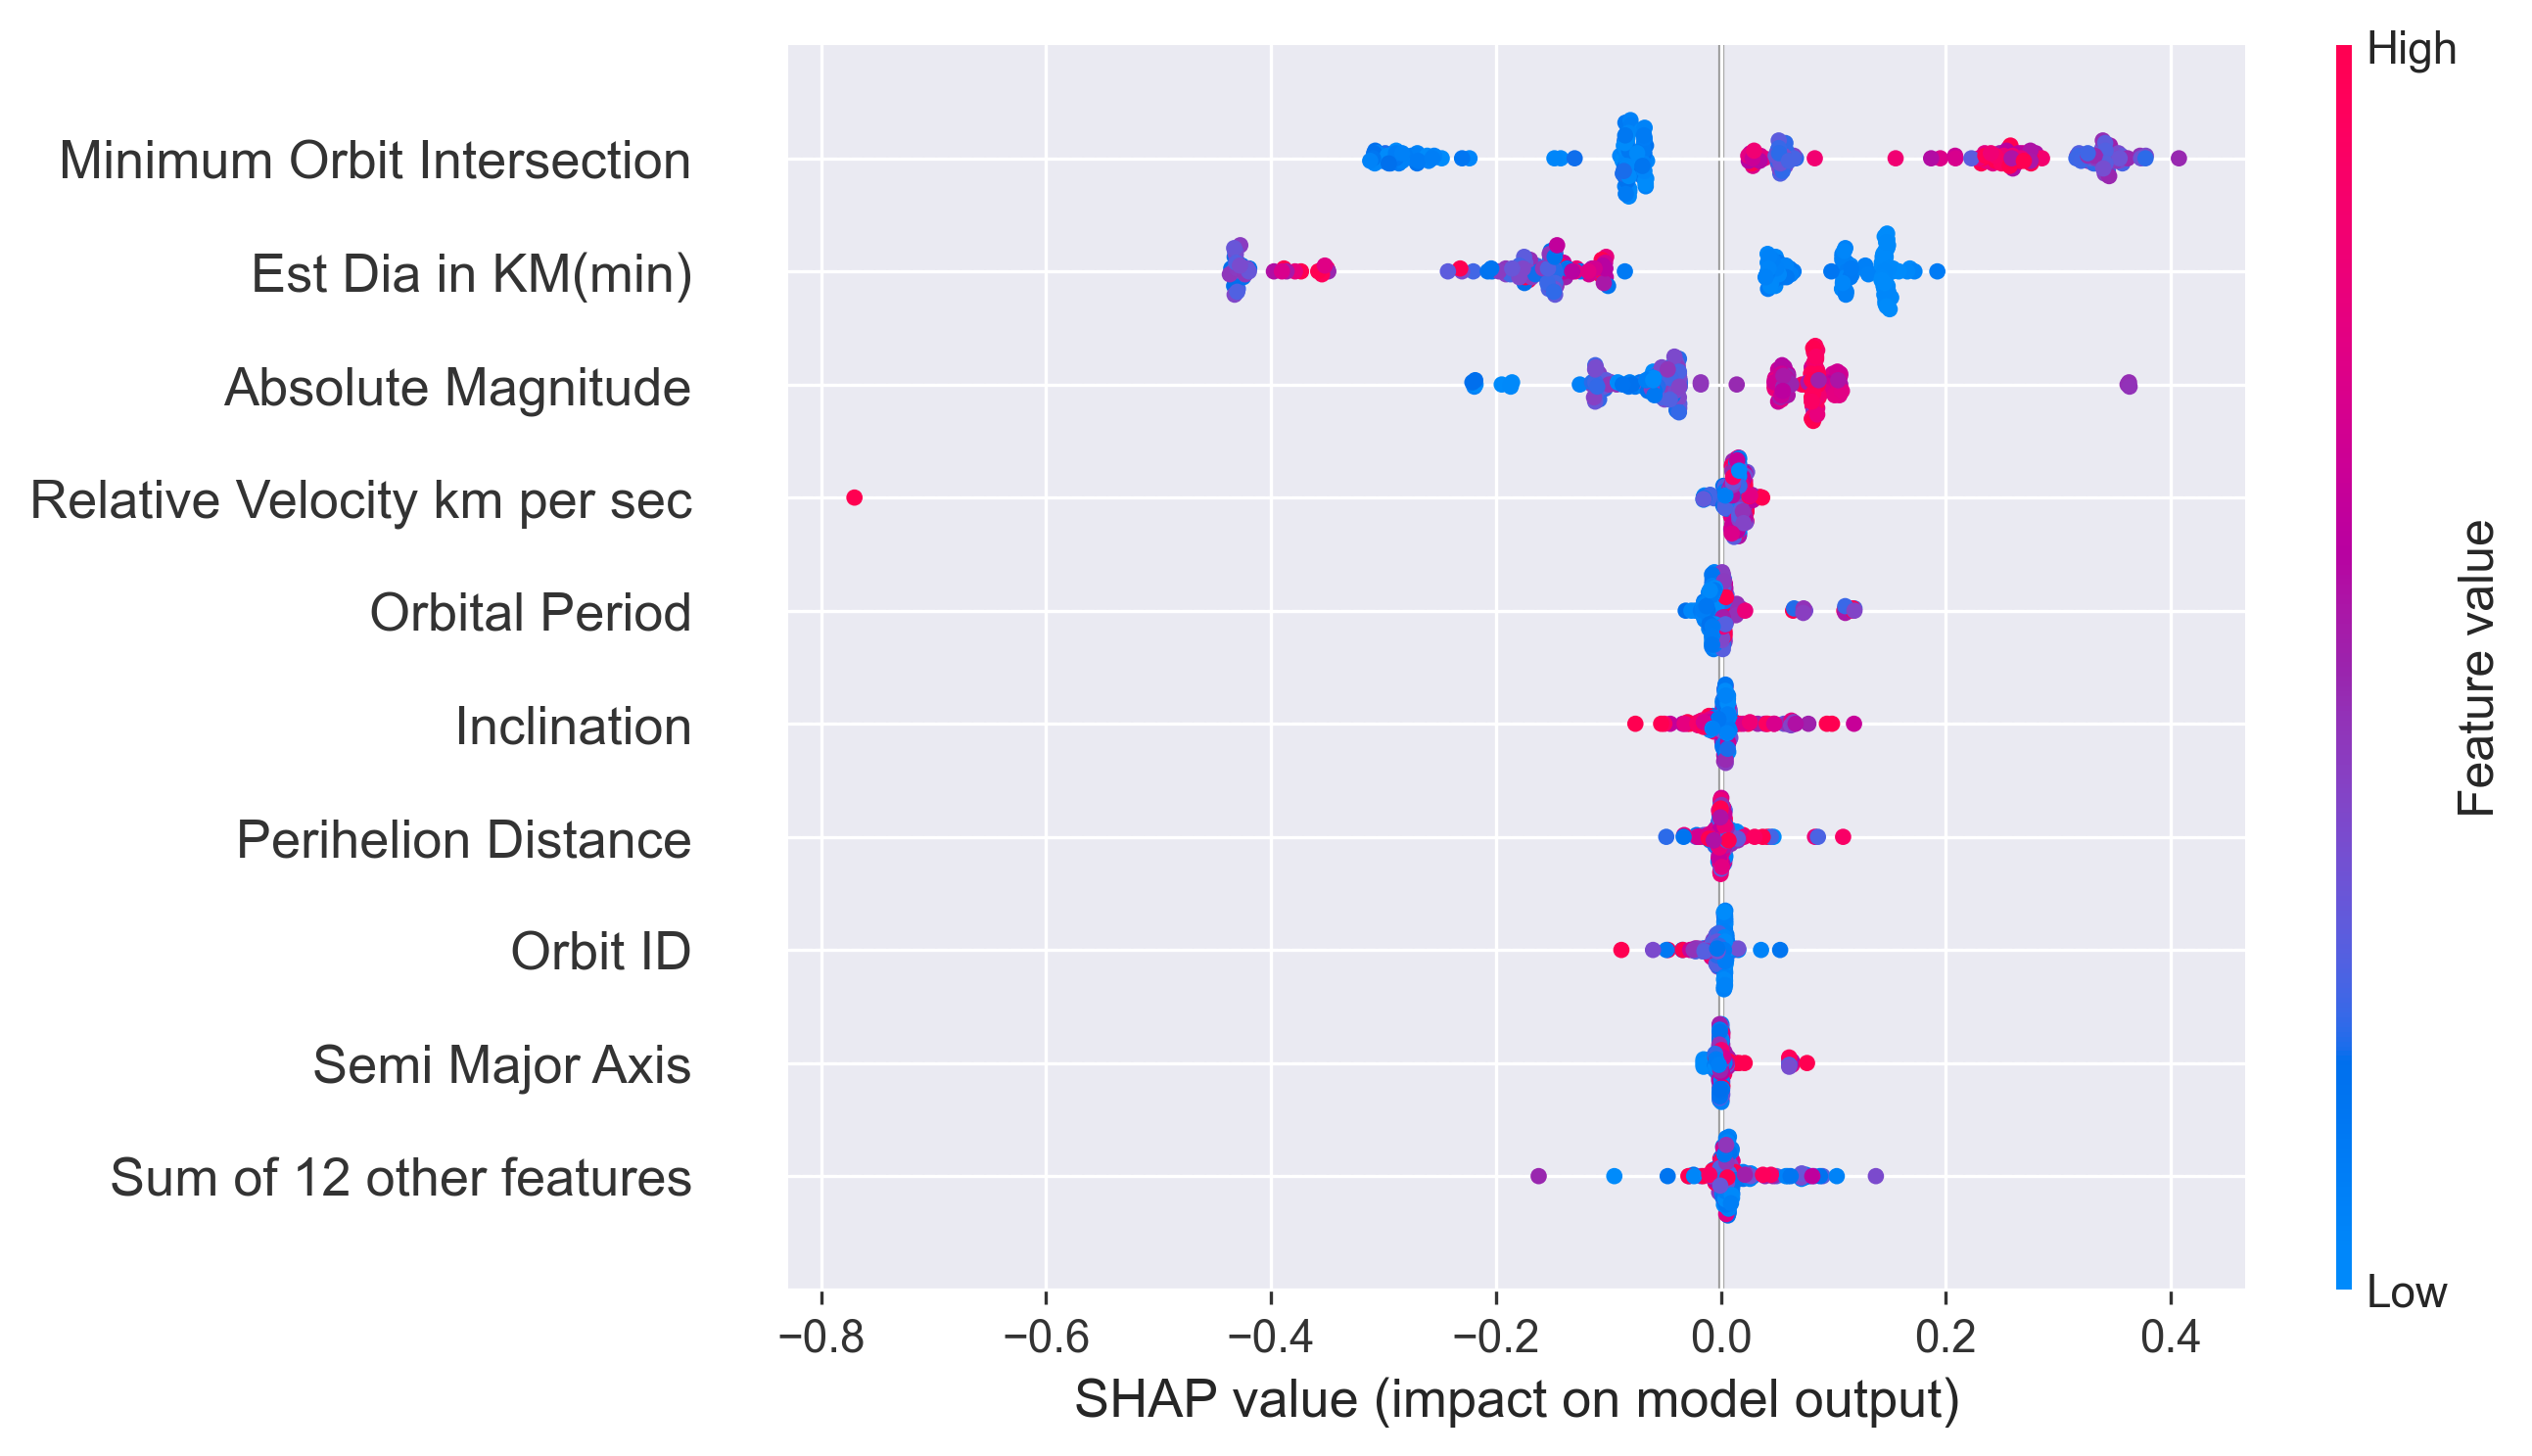 High
Minimum Orbit Intersection
Est Dia in KM(min)
Absolute Magnitude
Relative Velocity km per sec
Orbital Period
Inclination
Perihelion Distance
Orbit ID
Semi Major Axis
Sum of 12 other features
Feature value
Low
−0.8 −0.6 −0.4 −0.2 0.0 0.2 0.4
SHAP value (impact on model output)